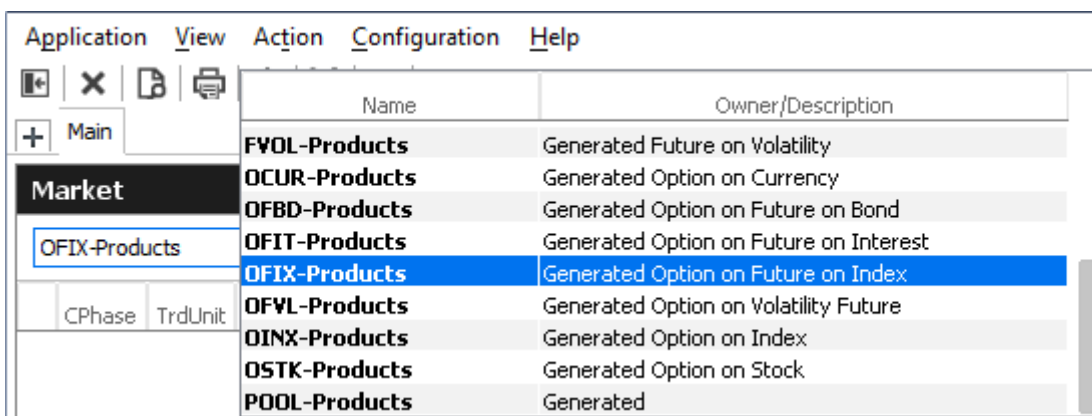 Application View Action Configuration Help
Name Owner/Description
+ Main
FVOL-Products Generated Future on Volatility
Market
OCUR-Products Generated Option on Currency
OFBD-Products Generated Option on Future on Bond
OFIX-Products
OFIT-Products Generated Option on Future on Interest
OFIX-Products Generated Option on Future on Index
CPhase TrdUnit
OFVL-Products Generated Option on Volatility Future
OINX-Products Generated Option on Index
OSTK-Products Generated Option on Stock
POOL-Products Generated